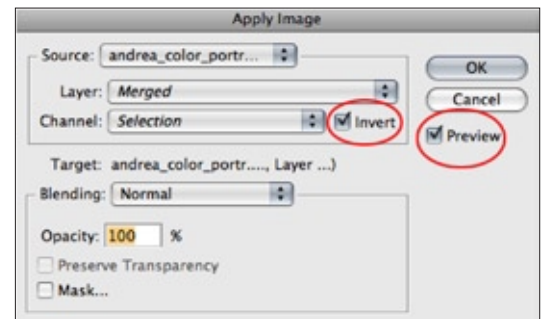 Apply Image
Source: andrea_color_portr...
OK
Layer: Merged
Cancel
Channel: Selection
Invert
Preview
Target: andrea_color_portr...., Layer ...)
Blending: Normal
Opacity: 100 %
Preserve Transparency
Mask...